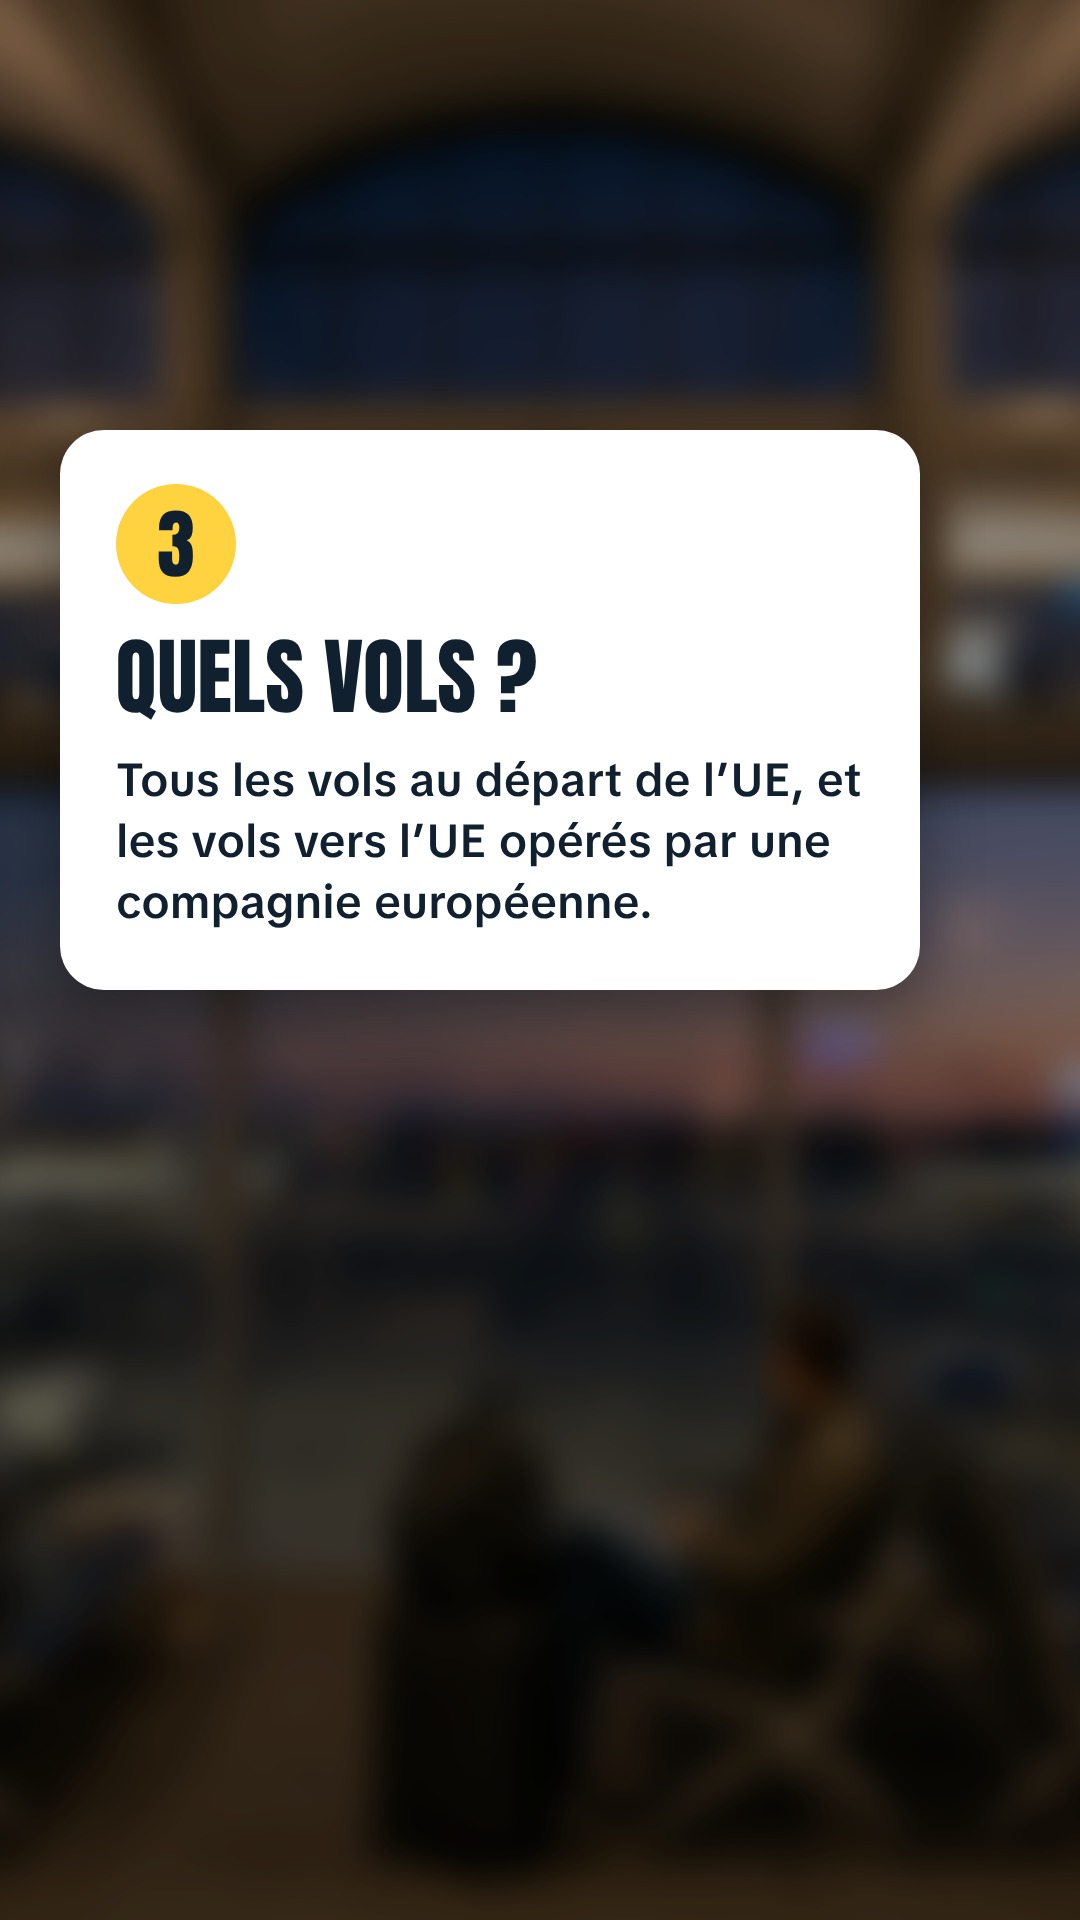 3
QUELS VOLS ?
Tous les vols au départ de l’UE, et
les vols vers l’UE opérés par une
compagnie européenne.